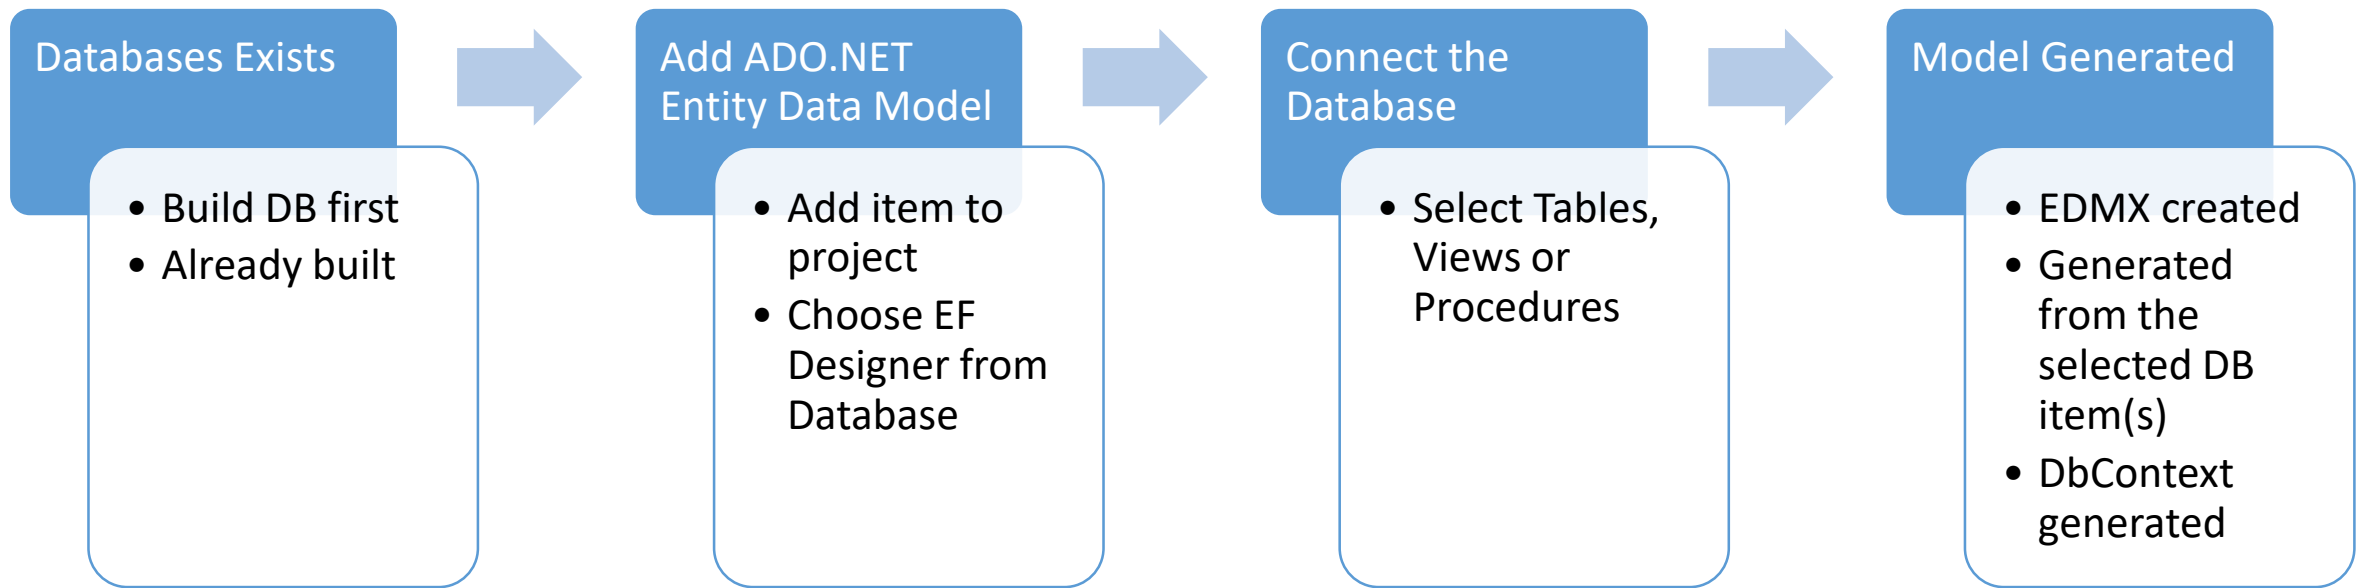 Databases Exists
• Build DB first
• Already built
Add ADO.NET
Entity Data Model
• Add item to
project
• Choose EF
Designer from
Database
Connect the
Database
• Select Tables,
Views or
Procedures
Model Generated
• EDMX created
• Generated
from the
selected DB
item(s)
• DbContext
generated